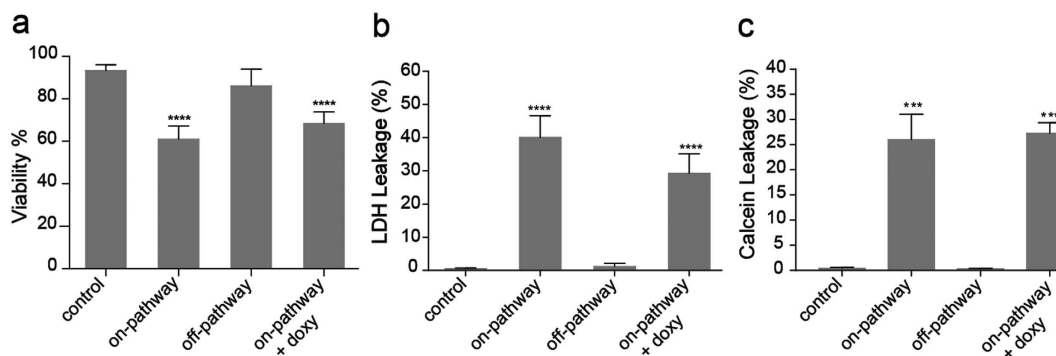 a
Viability %
100
80
60
40
20
0
****
****
control
on-pathway
off-pathway
on-pathway
+ doxy
b
LDH Leakage (%)
60
50
40
30
20
10
0
****
****
control
on-pathway
off-pathway
on-pathway
+ doxy
c
Calcein Leakage (%)
40
35
30
25
20
15
10
5
0
***
***
control
on-pathway
off-pathway
on-pathway
+ doxy